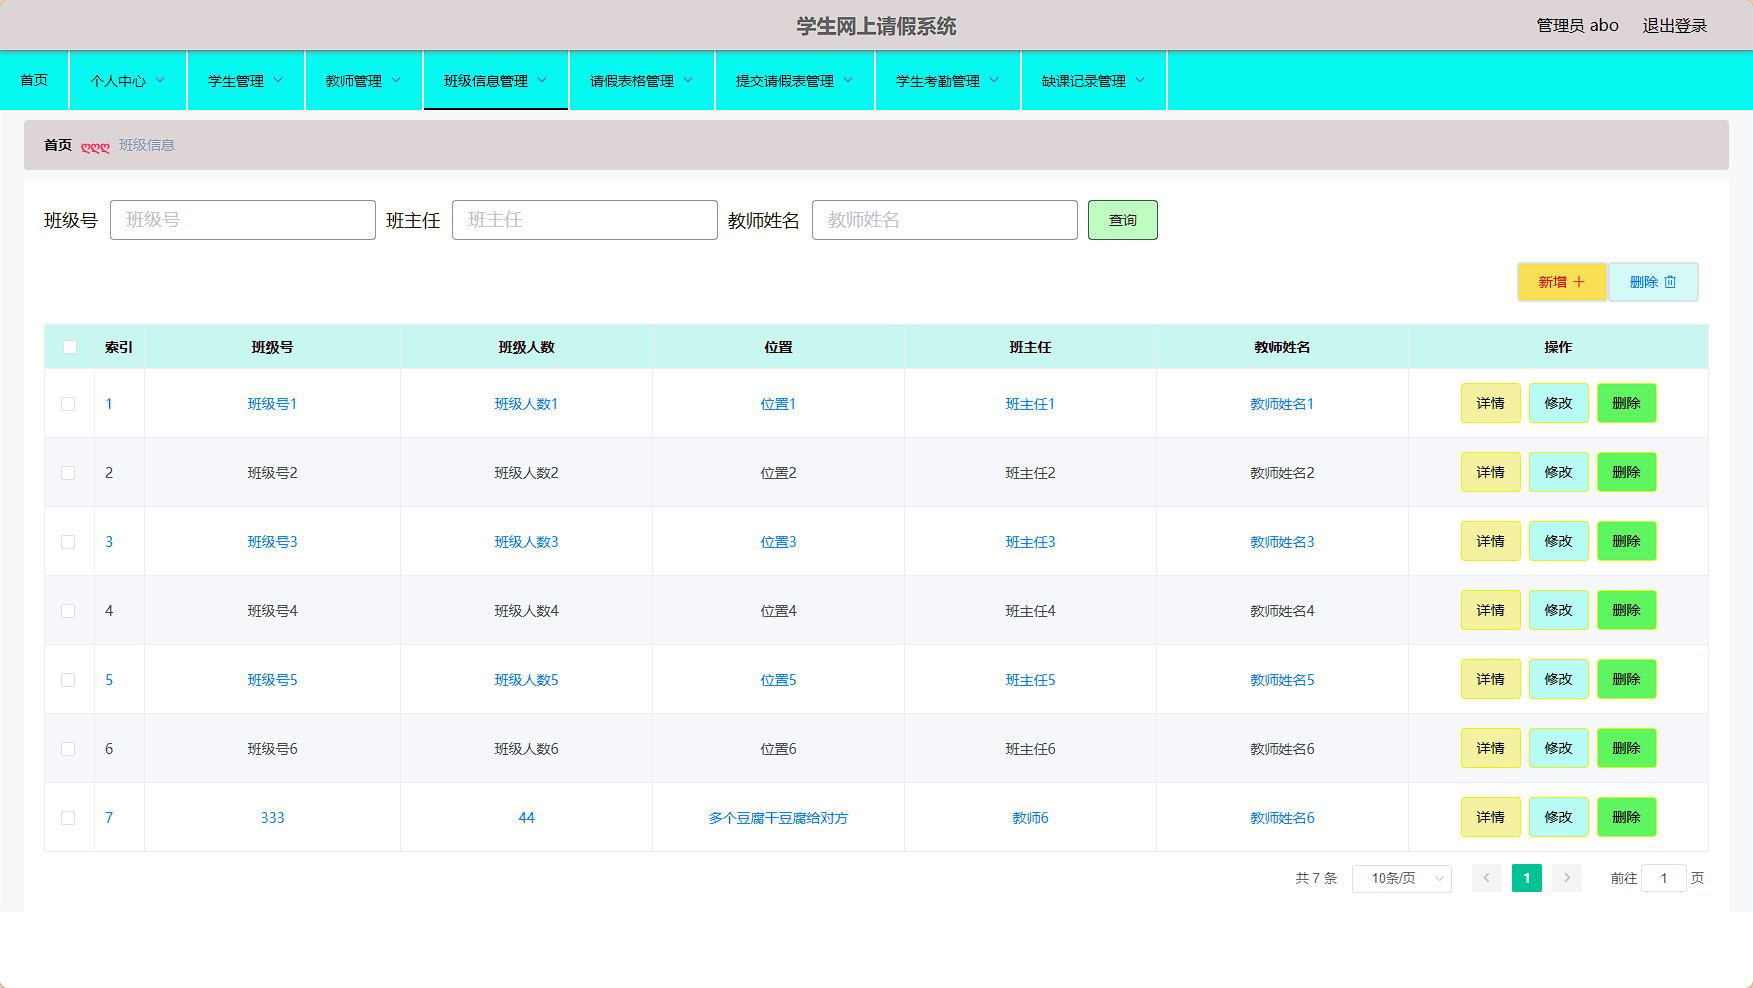 学生网上请假系统 管理员 abo 退出登录
首页 个人中心 学生管理 教师管理 班级信息管理 请假表格管理 提交请假表管理 学生考勤管理 缺课记录管理
首页 ღღღ 班级信息
班级号 班级号 班主任 班主任 教师姓名 教师姓名 查询
新增 删除
索引 班级号 班级人数 位置 班主任 教师姓名 操作
1 班级号1 班级人数1 位置1 班主任1 教师姓名1 详情 修改 删除
2 班级号2 班级人数2 位置2 班主任2 教师姓名2 详情 修改 删除
3 班级号3 班级人数3 位置3 班主任3 教师姓名3 详情 修改 删除
4 班级号4 班级人数4 位置4 班主任4 教师姓名4 详情 修改 删除
5 班级号5 班级人数5 位置5 班主任5 教师姓名5 详情 修改 删除
6 班级号6 班级人数6 位置6 班主任6 教师姓名6 详情 修改 删除
7 333 44 多个豆腐干豆腐给对方 教师6 教师姓名6 详情 修改 删除
共 7 条 10条/页 1 前往 1 页